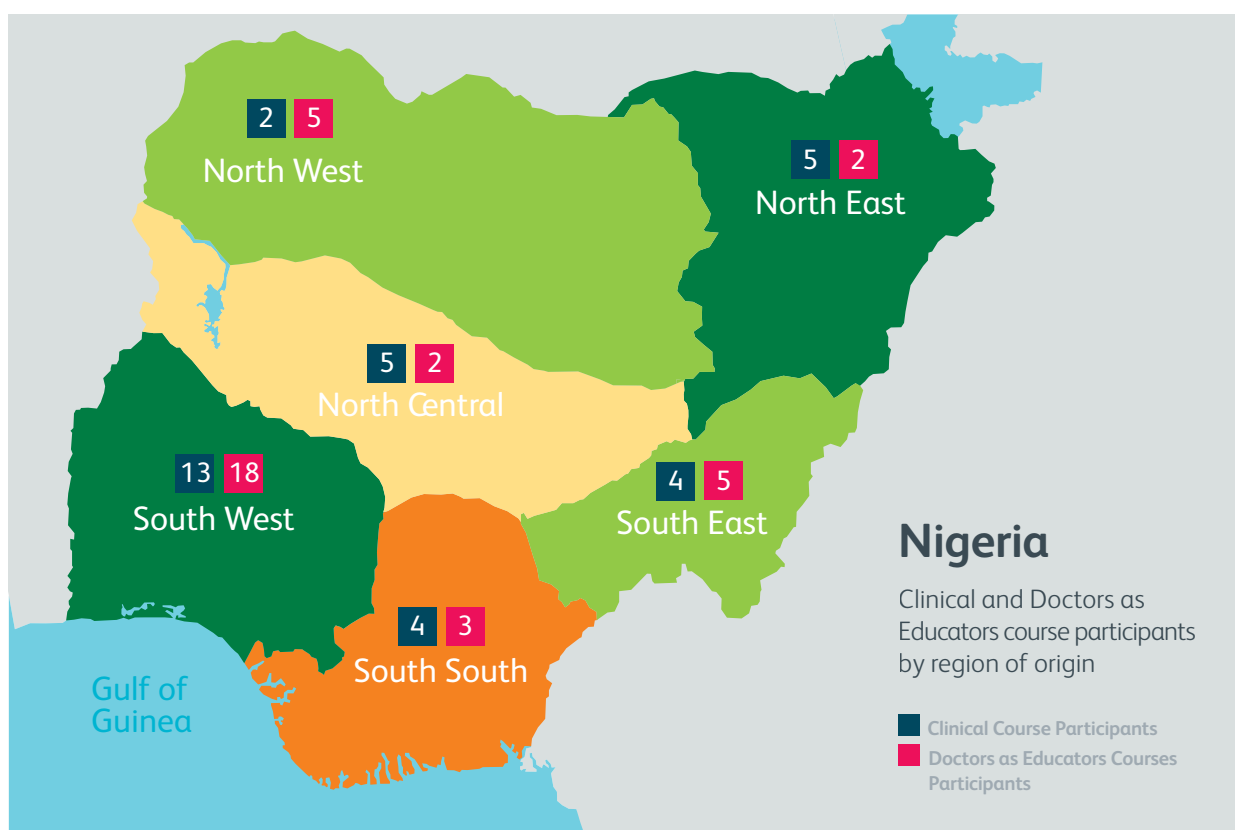 2 5
North West
5 2
North East
5 2
North Central
13 18
South West
4 5
South East
4 3
South South
Gulf of
Guinea
Nigeria
Clinical and Doctors as
Educators course participants
by region of origin
Clinical Course Participants
Doctors as Educators Courses
Participants